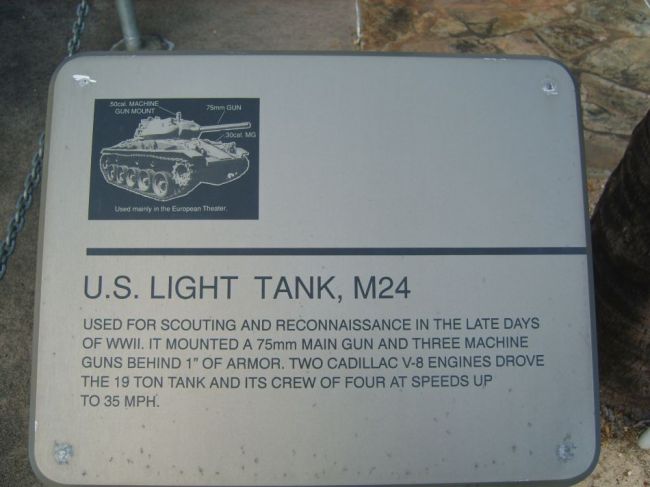 50cal. MACHINE
GUN MOUNT
75mm GUN
30cal. MG
Used mainly in the European Theater.
U.S. LIGHT TANK, M24
USED FOR SCOUTING AND RECONNAISSANCE IN THE LATE DAYS
OF WWII. IT MOUNTED A 75mm MAIN GUN AND THREE MACHINE
GUNS BEHIND 1" OF ARMOR. TWO CADILLAC V-8 ENGINES DROVE
THE 19 TON TANK AND ITS CREW OF FOUR AT SPEEDS UP
TO 35 MPH.